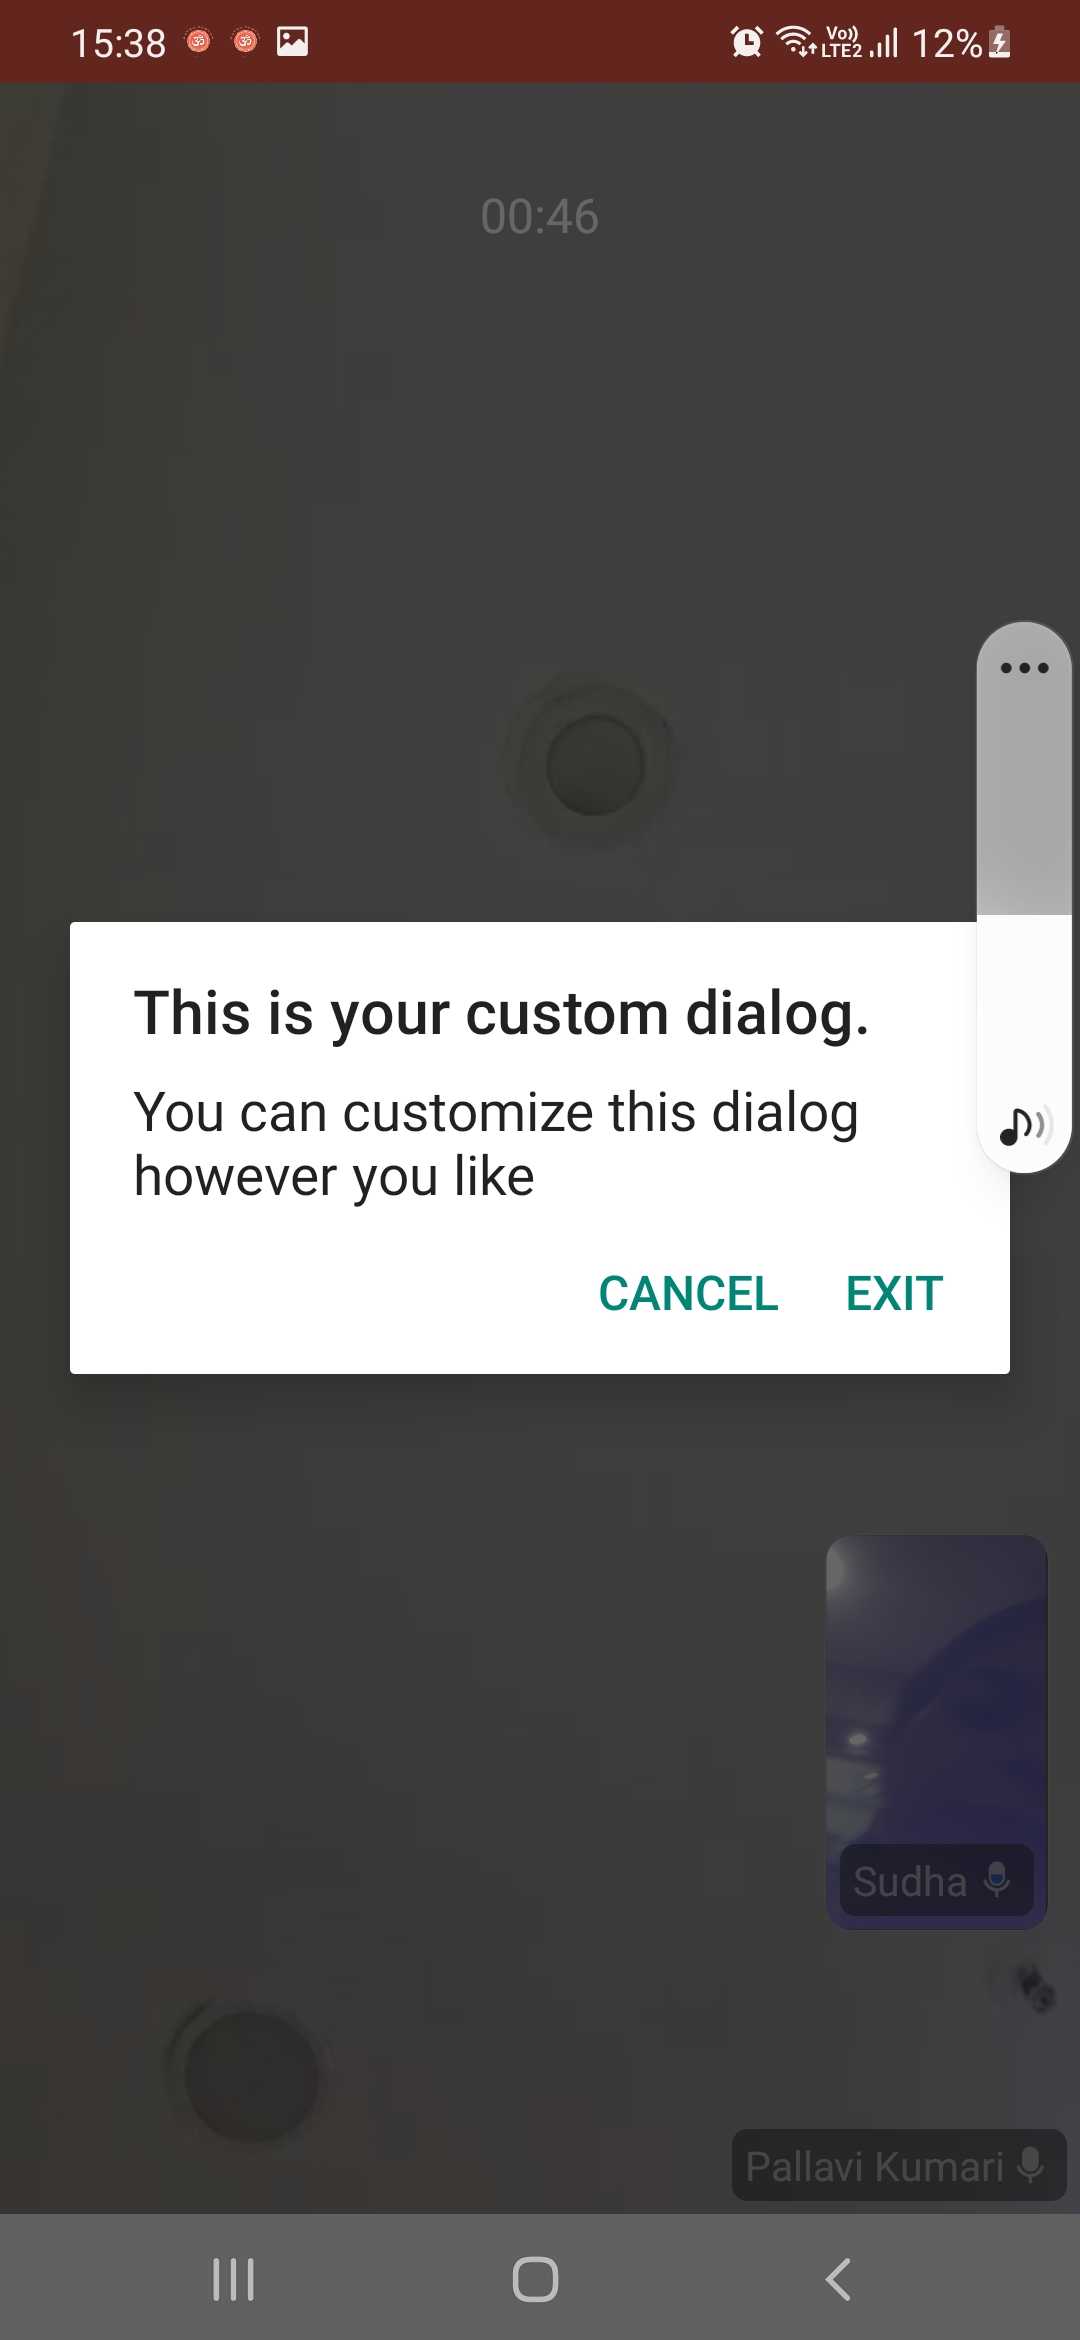 15:38 ॐ ॐ Vo)) LTE2 12%
00:46
This is your custom dialog.
You can customize this dialog
however you like
CANCEL EXIT
Sudha
Pallavi Kumari